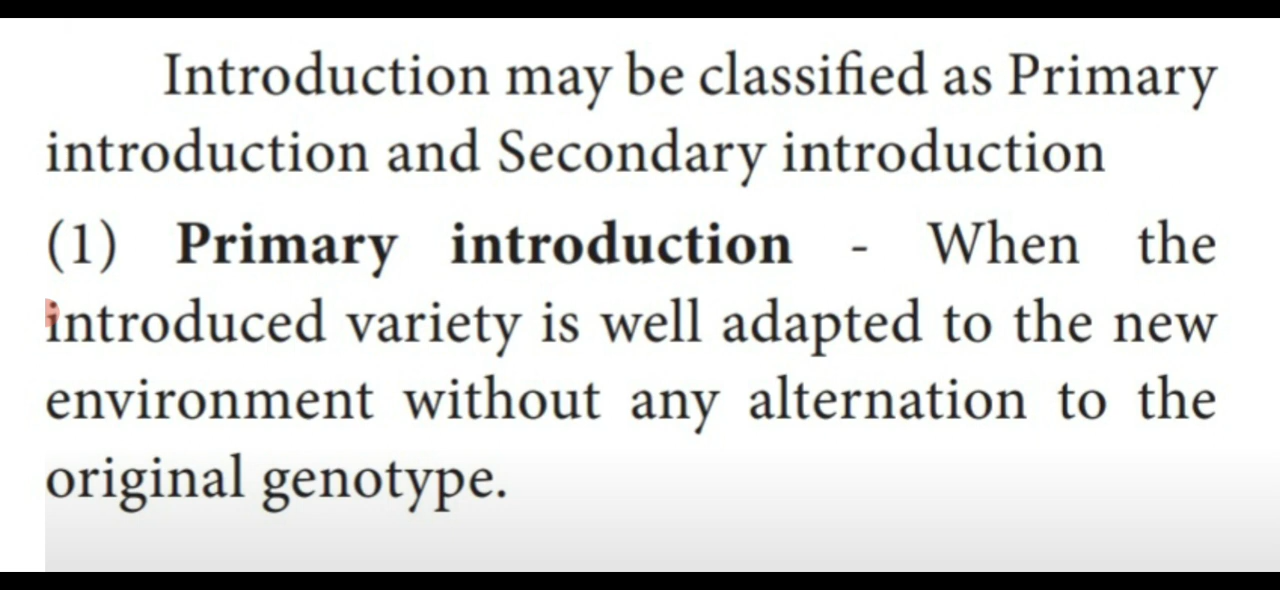 Introduction may be classified as Primary
introduction and Secondary introduction
(1) Primary introduction - When the
introduced variety is well adapted to the new
environment without any alternation to the
original genotype.